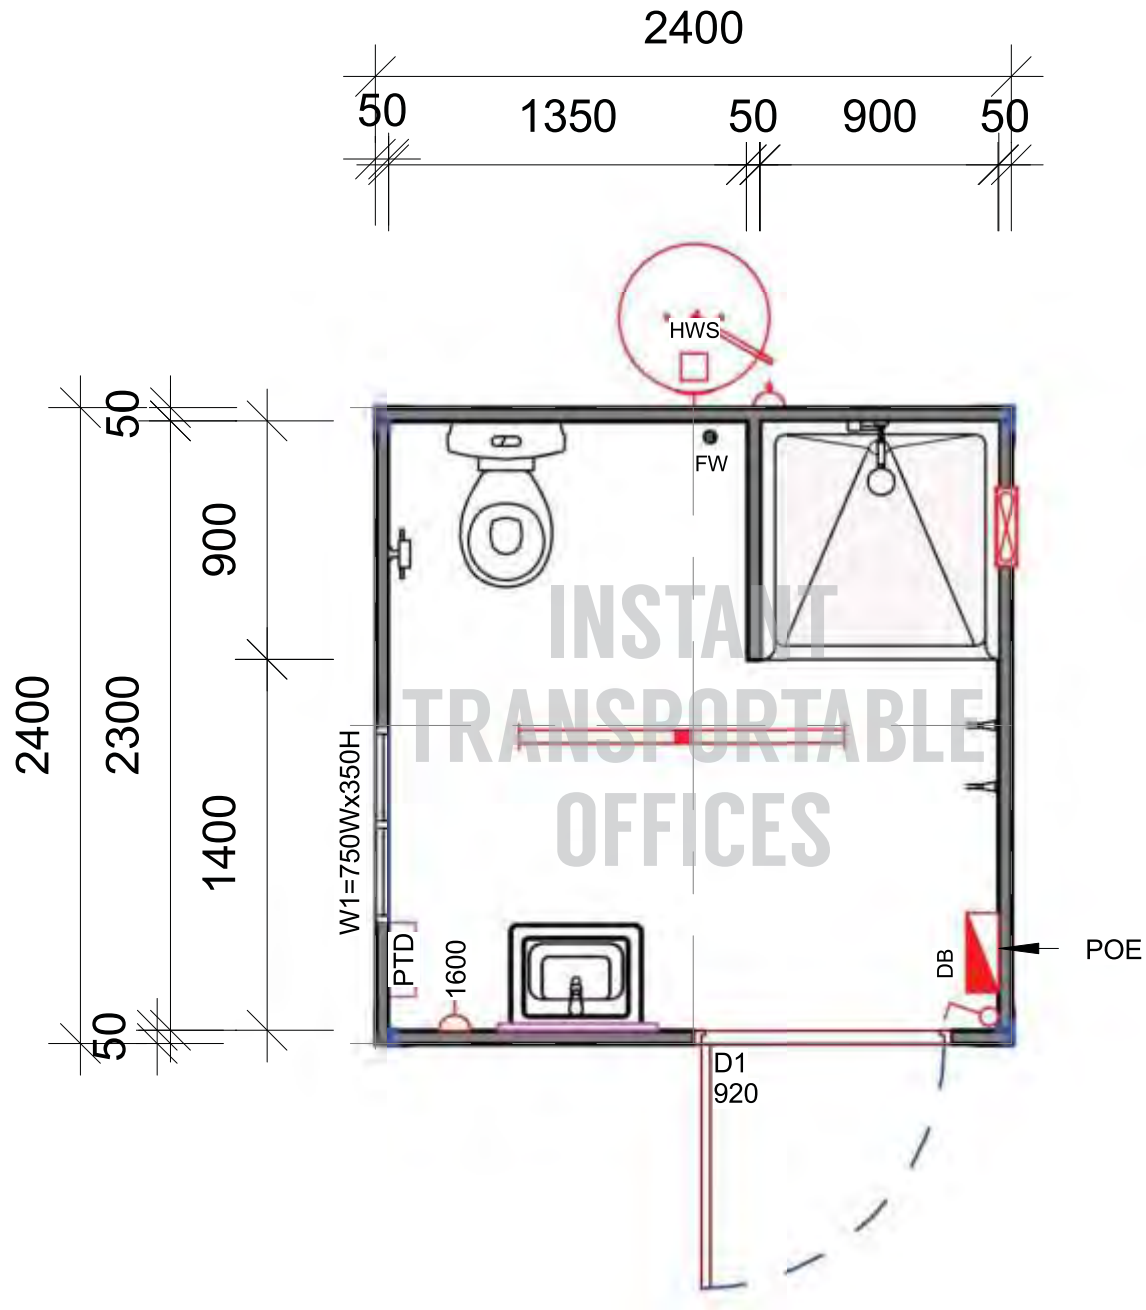 2400
50
1350
50
900
50
HWS
50
FW
900
INSTANT
TRANSPORTABLE
OFFICES
2400
2300
1400
W1=750Wx350H
PTD
1600
DB
POE
50
D1
920